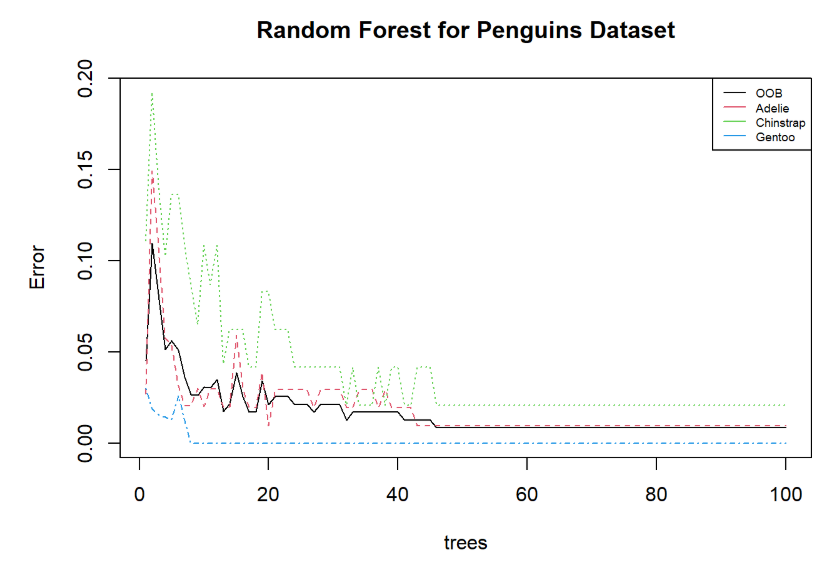 Random Forest for Penguins Dataset
OOB
Adelie
Chinstrap
Gentoo
Error
0.20
0.15
0.10
0.05
0.00
0 20 40 60 80 100
trees